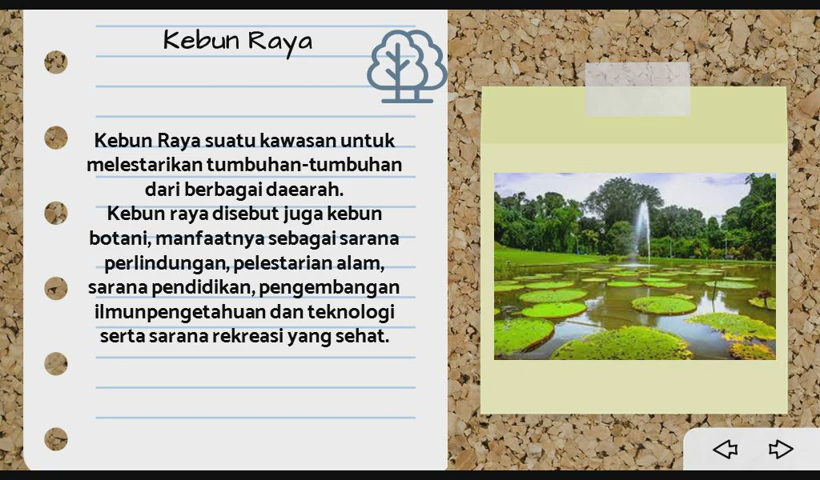 Kebun Raya
Kebun Raya suatu kawasan untuk
melestarikan tumbuhan-tumbuhan
dari berbagai daearah.
Kebun raya disebut juga kebun
botani, manfaatnya sebagai sarana
perlindungan, pelestarian alam,
sarana pendidikan, pengembangan
ilmunpengetahuan dan teknologi
serta sarana rekreasi yang sehat.